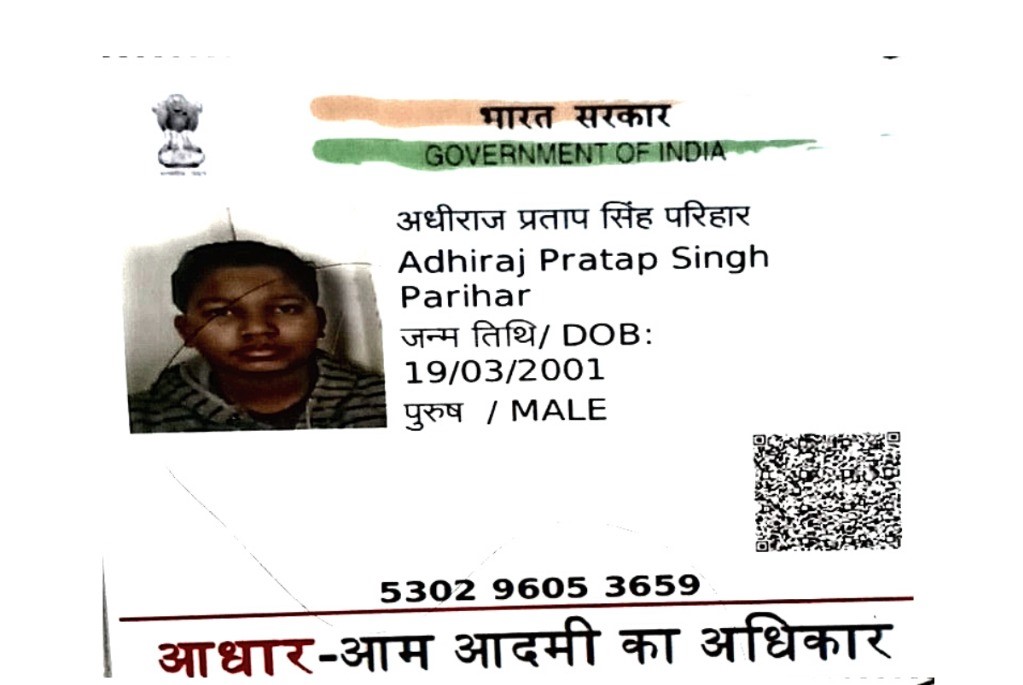 भारत सरकार
GOVERNMENT OF INDIA
अधीराज प्रताप सिंह परिहार
Adhiraj Pratap Singh
Parihar
जन्म तिथि/ DOB:
19/03/2001
पुरुष / MALE
5302 9605 3659
आधार-आम आदमी का अधिकार